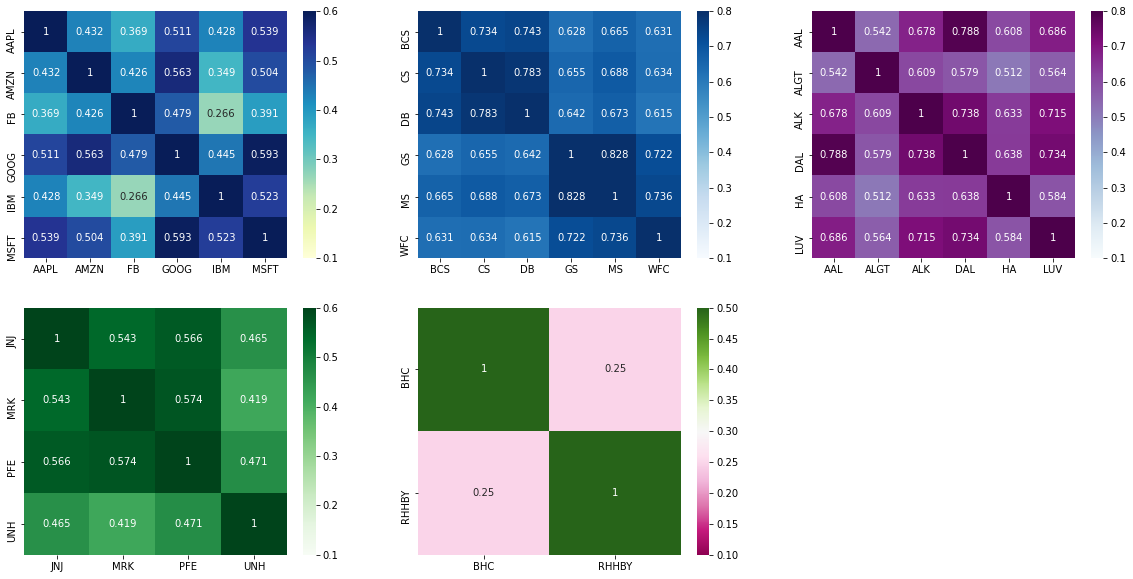 AAPL 1 0.432 0.369 0.511 0.428 0.539
AMZN 0.432 1 0.426 0.563 0.349 0.504
FB 0.369 0.426 1 0.479 0.266 0.391
GOOG 0.511 0.563 0.479 1 0.445 0.593
IBM 0.428 0.349 0.266 0.445 1 0.523
MSFT 0.539 0.504 0.391 0.593 0.523 1
AAPL AMZN FB GOOG IBM MSFT
0.6
0.5
0.4
0.3
0.2
0.1
BCS 1 0.734 0.743 0.628 0.665 0.631
CS 0.734 1 0.783 0.655 0.688 0.634
DB 0.743 0.783 1 0.642 0.673 0.615
GS 0.628 0.655 0.642 1 0.828 0.722
MS 0.665 0.688 0.673 0.828 1 0.736
WFC 0.631 0.634 0.615 0.722 0.736 1
BCS CS DB GS MS WFC
0.8
0.7
0.6
0.5
0.4
0.3
0.2
0.1
AAL 1 0.542 0.678 0.788 0.608 0.686
ALGT 0.542 1 0.609 0.579 0.512 0.564
ALK 0.678 0.609 1 0.738 0.633 0.715
DAL 0.788 0.579 0.738 1 0.638 0.734
HA 0.608 0.512 0.633 0.638 1 0.584
LUV 0.686 0.564 0.715 0.734 0.584 1
AAL ALGT ALK DAL HA LUV
0.8
0.7
0.6
0.5
0.4
0.3
0.2
0.1
JNJ 1 0.543 0.566 0.465
MRK 0.543 1 0.574 0.419
PFE 0.566 0.574 1 0.471
UNH 0.465 0.419 0.471 1
JNJ MRK PFE UNH
0.6
0.5
0.4
0.3
0.2
0.1
BHC 1 0.25
RHHBY 0.25 1
BHC RHHBY
0.50
0.45
0.40
0.35
0.30
0.25
0.20
0.15
0.10